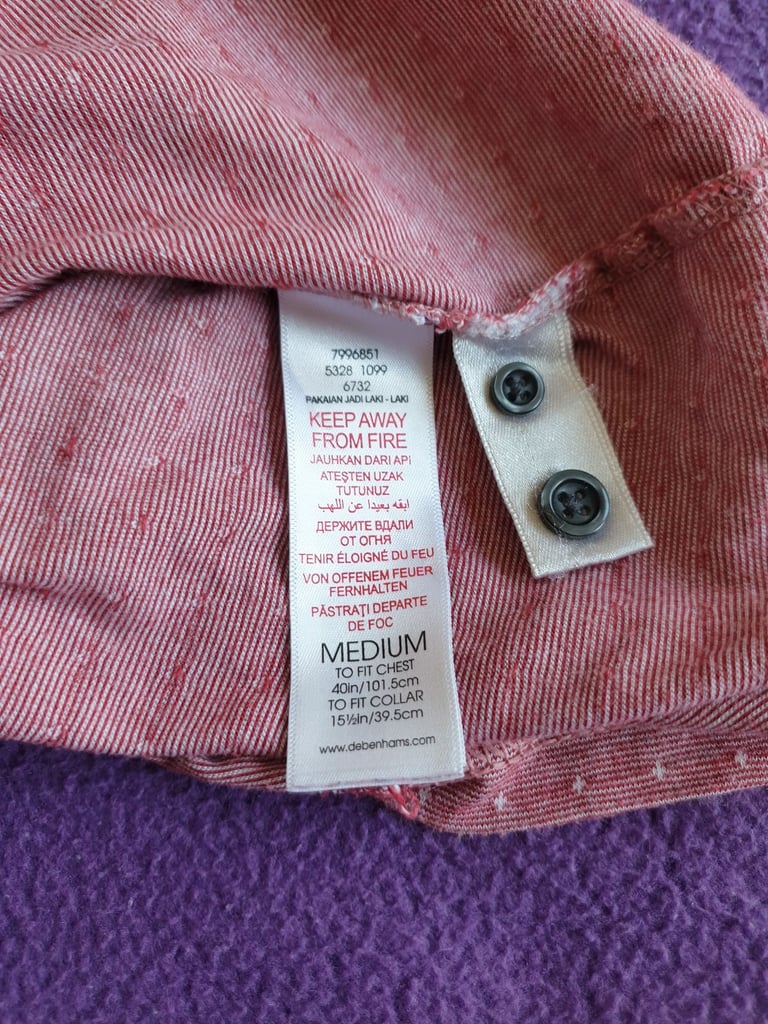 7996851
5328 1099
6732
PAKAIAN JADI LAKI - LAKI
KEEP AWAY
FROM FIRE
JAUHKAN DARI API
ATEŞTEN UZAK
TUTUNUZ
ابقه بعيدا عن اللهب
ДЕРЖИТЕ ВДАЛИ
ОТ ОГНЯ
TENIR ÉLOIGNÉ DU FEU
VON OFFENEM FEUER
FERNHALTEN
PĂSTRAȚI DEPARTE
DE FOC
MEDIUM
TO FIT CHEST
40in/101.5cm
TO FIT COLLAR
15½in/39.5cm
www.debenhams.com